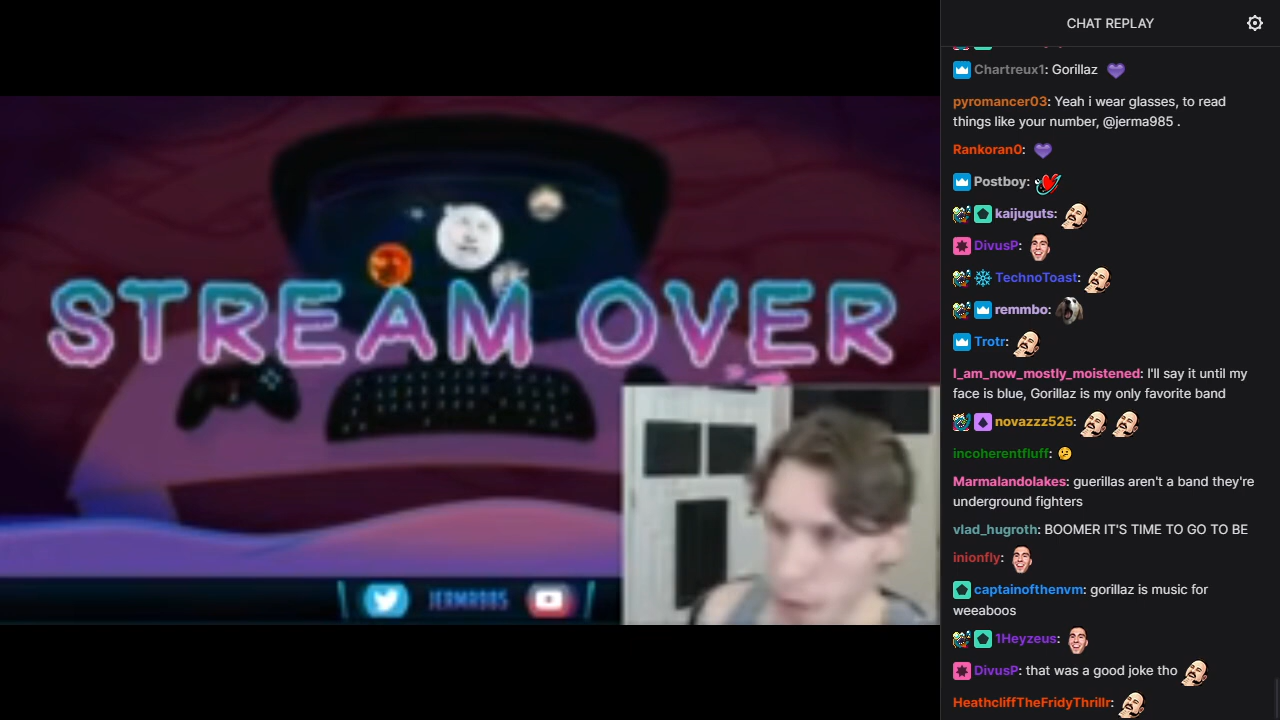 CHAT REPLAY
Chartreux1: Gorillaz
pyromancer03: Yeah i wear glasses, to read
things like your number, @jerma985 .
Rankoran0:
Postboy:
kaijuguts:
DivusP:
TechnoToast:
remmbo:
Trotr:
I_am_now_mostly_moistened: I'll say it until my
face is blue, Gorillaz is my only favorite band
novazzz525:
incoherentfluff:
Marmalandolakes: guerillas aren't a band they're
underground fighters
vlad_hugroth: BOOMER IT'S TIME TO GO TO BE
inionfly:
captainofthenvm: gorillaz is music for
weeaboos
1Heyzeus:
DivusP: that was a good joke tho
HeathcliffTheFridyThrillr:
STREAM OVER
JERMA985